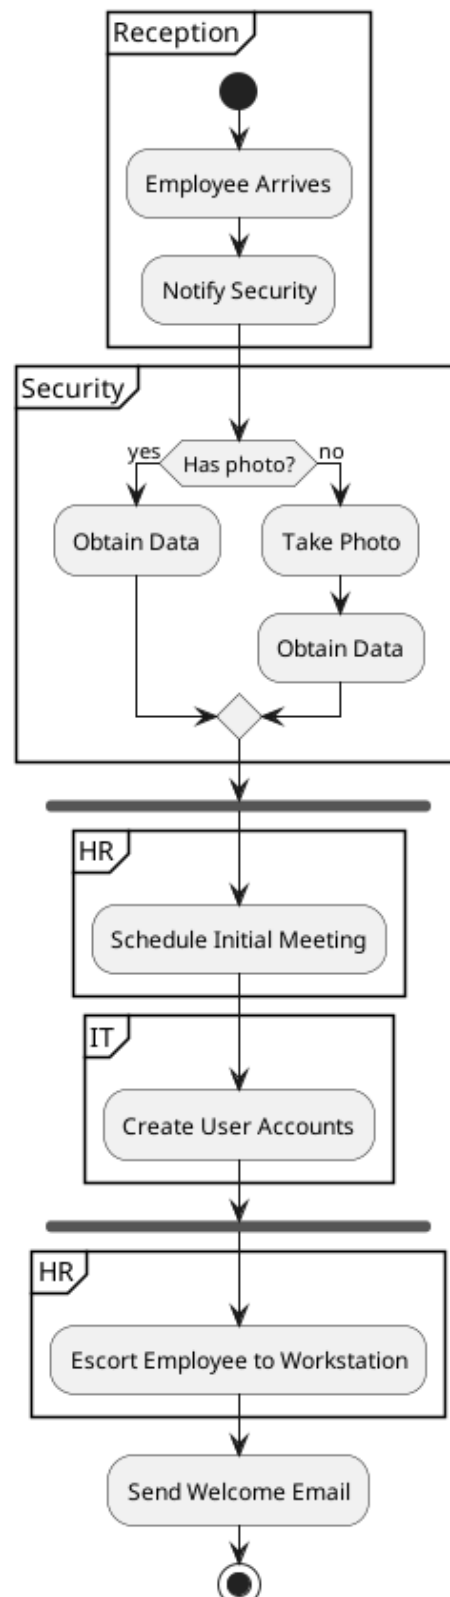 Reception
Employee Arrives
Notify Security
Security
yes
Has photo?
no
Obtain Data
Take Photo
Obtain Data
HR
Schedule Initial Meeting
IT
Create User Accounts
HR
Escort Employee to Workstation
Send Welcome Email